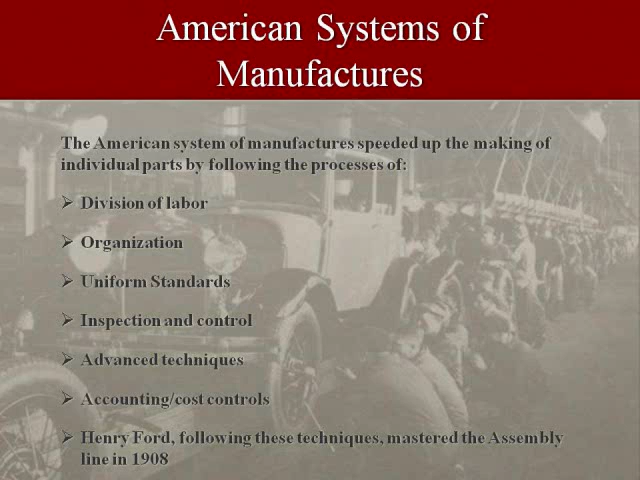 American Systems of
Manufactures
The American system of manufactures speeded up the making of
individual parts by following the processes of:
➢ Division of labor
➢ Organization
➢ Uniform Standards
➢ Inspection and control
➢ Advanced techniques
➢ Accounting/cost controls
➢ Henry Ford, following these techniques, mastered the Assembly
line in 1908